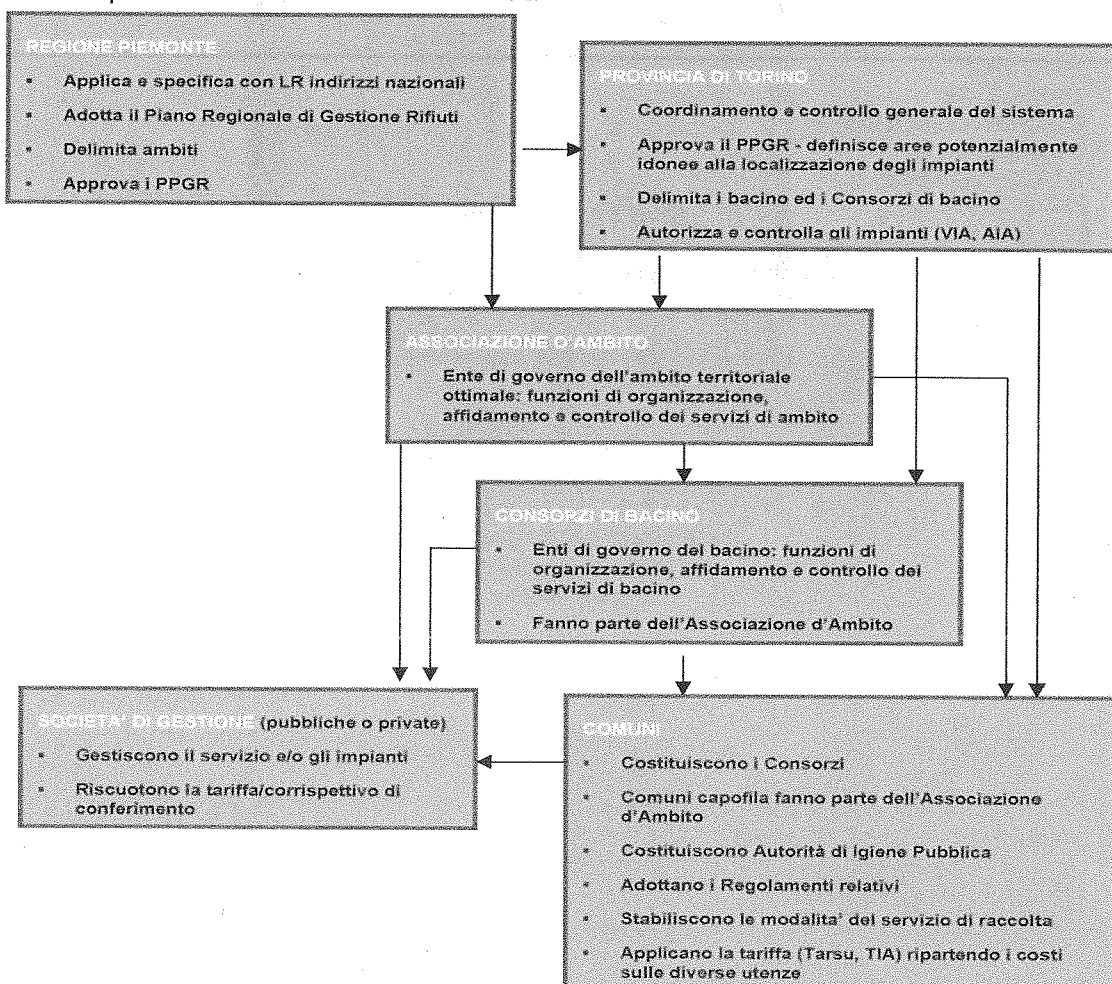 REGIONE PIEMONTE
▪ Applica e specifica con LR indirizzi nazionali
▪ Adotta il Piano Regionale di Gestione Rifiuti
▪ Delimita ambiti
▪ Approva i PPGR
PROVINCIA DI TORINO
▪ Coordinamento e controllo generale del sistema
▪ Approva il PPGR - definisce aree potenzialmente
idonee alla localizzazione degli impianti
▪ Delimita i bacino ed i Consorzi di bacino
▪ Autorizza e controlla gli impianti (VIA, AIA)
ASSOCIAZIONE D'AMBITO
▪ Ente di governo dell'ambito territoriale
ottimale: funzioni di organizzazione,
affidamento e controllo dei servizi di ambito
CONSORZI DI BACINO
▪ Enti di governo del bacino: funzioni di
organizzazione, affidamento e controllo dei
servizi di bacino
▪ Fanno parte dell'Associazione d'Ambito
SOCIETA' DI GESTIONE (pubbliche o private)
▪ Gestiscono il servizio e/o gli impianti
▪ Riscuotono la tariffa/corrispettivo di
conferimento
COMUNI
▪ Costituiscono i Consorzi
▪ Comuni capofila fanno parte dell'Associazione
d'Ambito
▪ Costituiscono Autorità di Igiene Pubblica
▪ Adottano i Regolamenti relativi
▪ Stabiliscono le modalita' del servizio di raccolta
▪ Applicano la tariffa (Tarsu, TIA) ripartendo i costi
sulle diverse utenze